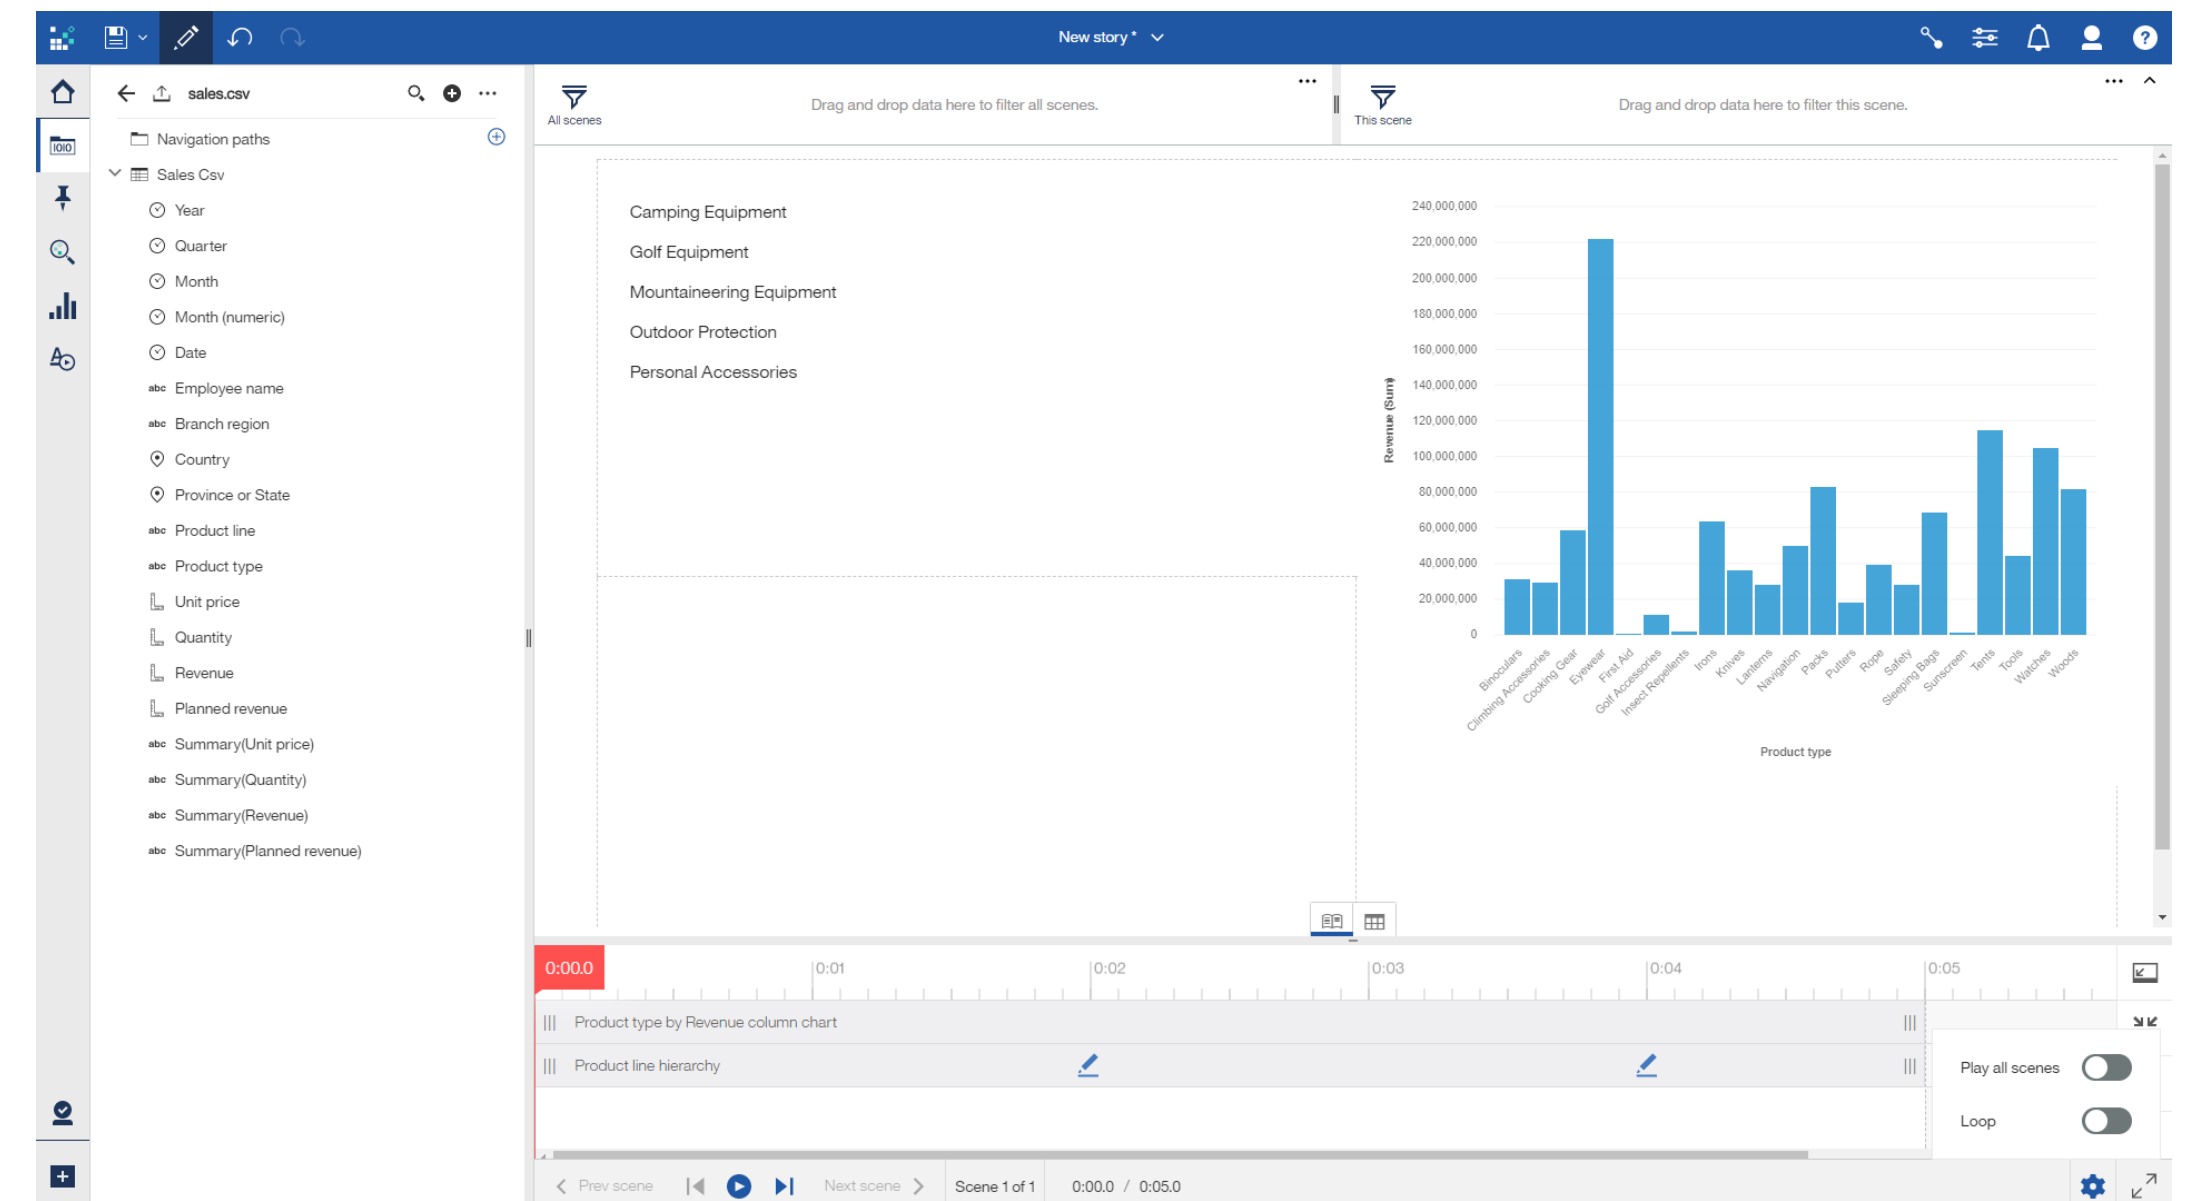 New story *
?
sales.csv
Navigation paths
Sales Csv
Year
Quarter
Month
Month (numeric)
Date
abc Employee name
abc Branch region
Country
Province or State
abc Product line
abc Product type
Unit price
Quantity
Revenue
Planned revenue
abc Summary(Unit price)
abc Summary(Quantity)
abc Summary(Revenue)
abc Summary(Planned revenue)
All scenes
Drag and drop data here to filter all scenes.
This scene
Drag and drop data here to filter this scene.
Camping Equipment
Golf Equipment
Mountaineering Equipment
Outdoor Protection
Personal Accessories
Revenue (Sum)
240,000,000
220,000,000
200,000,000
180,000,000
160,000,000
140,000,000
120,000,000
100,000,000
80,000,000
60,000,000
40,000,000
20,000,000
0
Binoculars
Climbing Accessories
Cooking Gear
Eyewear
First Aid
Golf Accessories
Insect Repellents
Irons
Knives
Lanterns
Navigation
Packs
Putters
Rope
Safety
Sleeping Bags
Sunscreen
Tents
Tools
Watches
Woods
Product type
0:00.0 0:01 0:02 0:03 0:04 0:05
Product type by Revenue column chart
Product line hierarchy
Play all scenes
Loop
Prev scene Next scene Scene 1 of 1 0:00.0 / 0:05.0